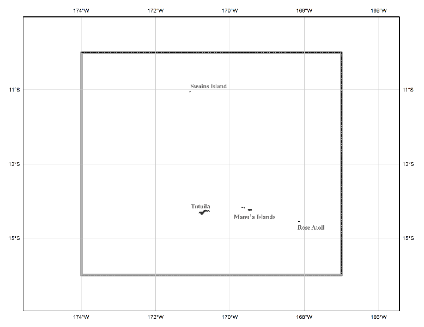 174°W 172°W 170°W 168°W 166°W
11°S 11°S
Swains Island
13°S 13°S
Tutuila
Manu'a Islands
Rose Atoll
15°S 15°S
174°W 172°W 170°W 168°W 166°W